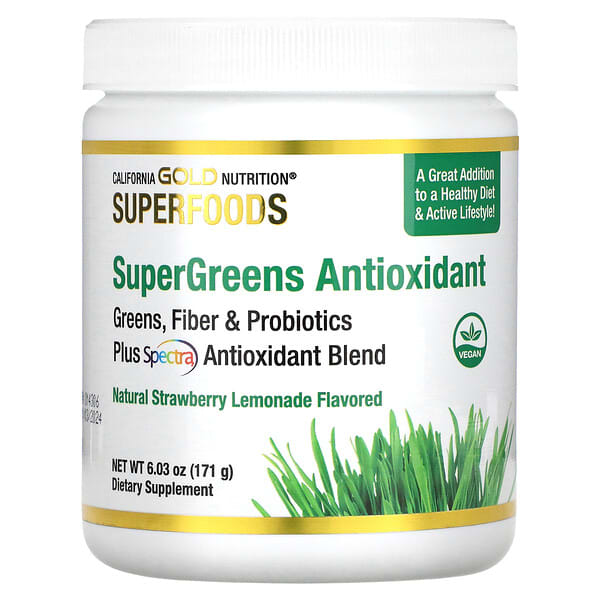 CALIFORNIA GOLD NUTRITION®
SUPERFOODS
A Great Addition
to a Healthy Diet
& Active Lifestyle!
SuperGreens Antioxidant
Greens, Fiber & Probiotics
Plus Spectra Antioxidant Blend
VEGAN
Natural Strawberry Lemonade Flavored
NET WT 6.03 oz (171 g)
Dietary Supplement